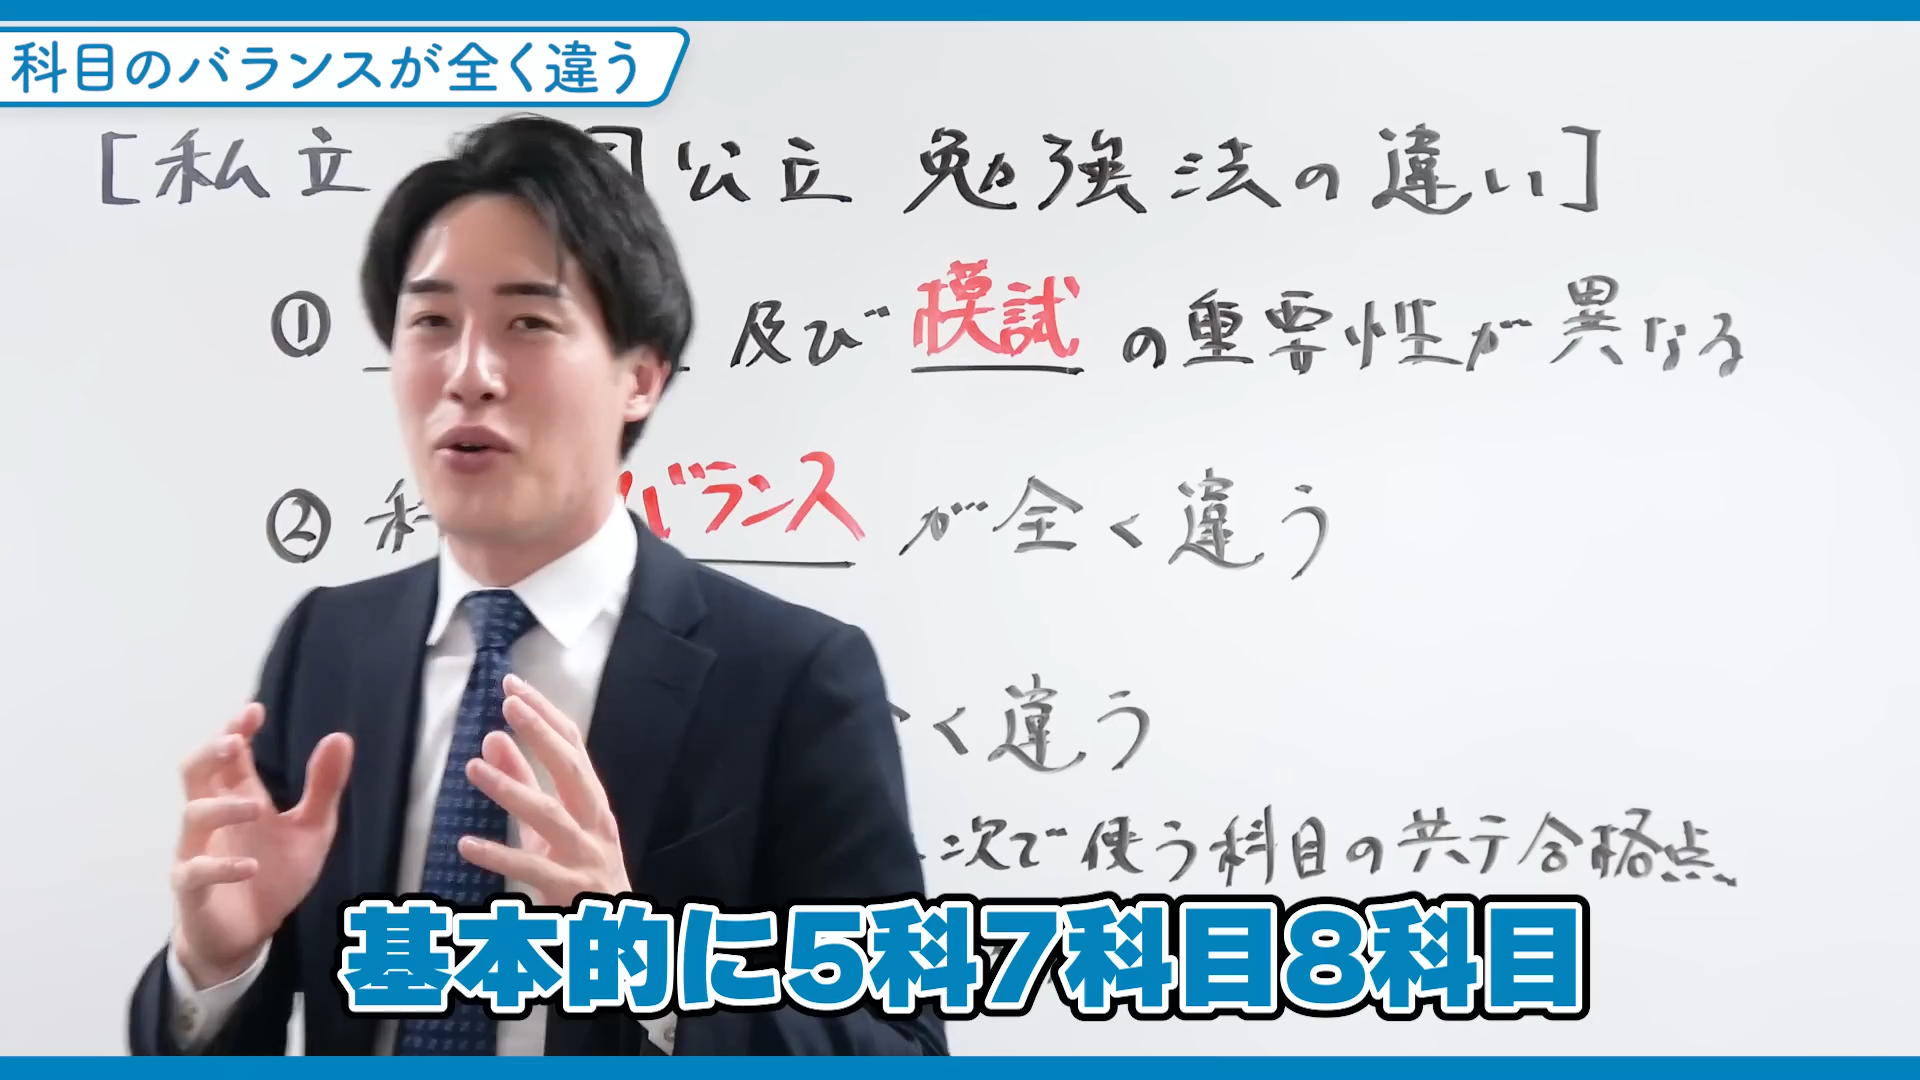 科目のバランスが全く違う
[私立 国公立 勉強法の違い]
① 及び模試の重要性が異なる
② 科 バランスが全く違う
く違う
次で使う科目の共テ合格点、
基本的に5科7科目8科目